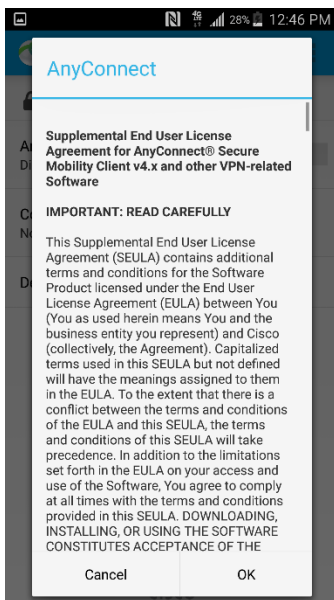 4G
LTE
28%
12:46 PM
AnyConnect
Supplemental End User License
Agreement for AnyConnect® Secure
Mobility Client v4.x and other VPN-related
Software
IMPORTANT: READ CAREFULLY
This Supplemental End User License
Agreement (SEULA) contains additional
terms and conditions for the Software
Product licensed under the End User
License Agreement (EULA) between You
(You as used herein means You and the
business entity you represent) and Cisco
(collectively, the Agreement). Capitalized
terms used in this SEULA but not defined
will have the meanings assigned to them
in the EULA. To the extent that there is a
conflict between the terms and conditions
of the EULA and this SEULA, the terms
and conditions of this SEULA will take
precedence. In addition to the limitations
set forth in the EULA on your access and
use of the Software, You agree to comply
at all times with the terms and conditions
provided in this SEULA. DOWNLOADING,
INSTALLING, OR USING THE SOFTWARE
CONSTITUTES ACCEPTANCE OF THE
Cancel
OK